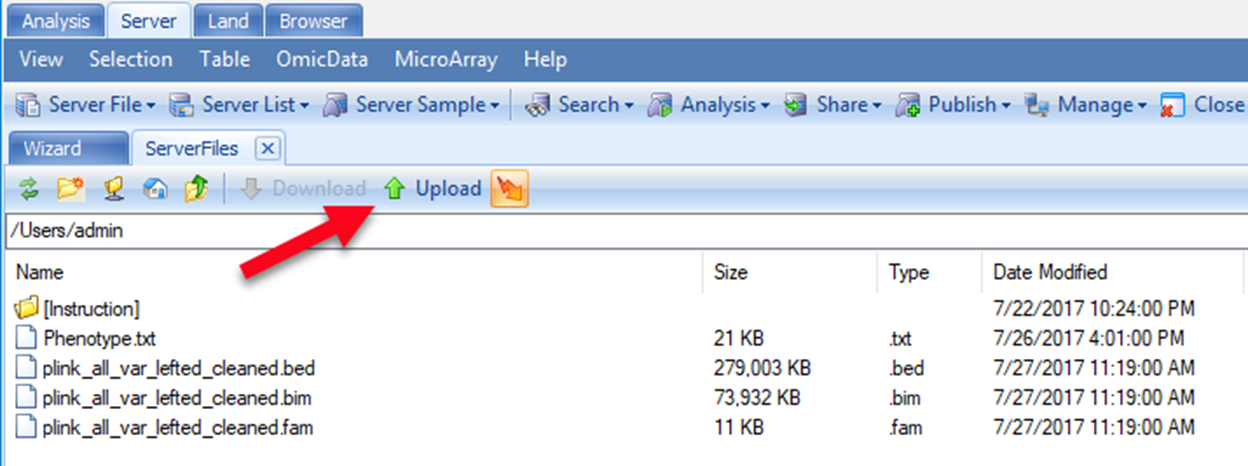 Analysis Server Land Browser
View Selection Table OmicData MicroArray Help
Server File Server List Server Sample Search Analysis Share Publish Manage Close
Wizard ServerFiles
Download Upload
/Users/admin
Name Size Type Date Modified
[Instruction] 7/22/2017 10:24:00 PM
Phenotype.txt 21 KB .txt 7/26/2017 4:01:00 PM
plink_all_var_lefted_cleaned.bed 279,003 KB .bed 7/27/2017 11:19:00 AM
plink_all_var_lefted_cleaned.bim 73,932 KB .bim 7/27/2017 11:19:00 AM
plink_all_var_lefted_cleaned.fam 11 KB .fam 7/27/2017 11:19:00 AM